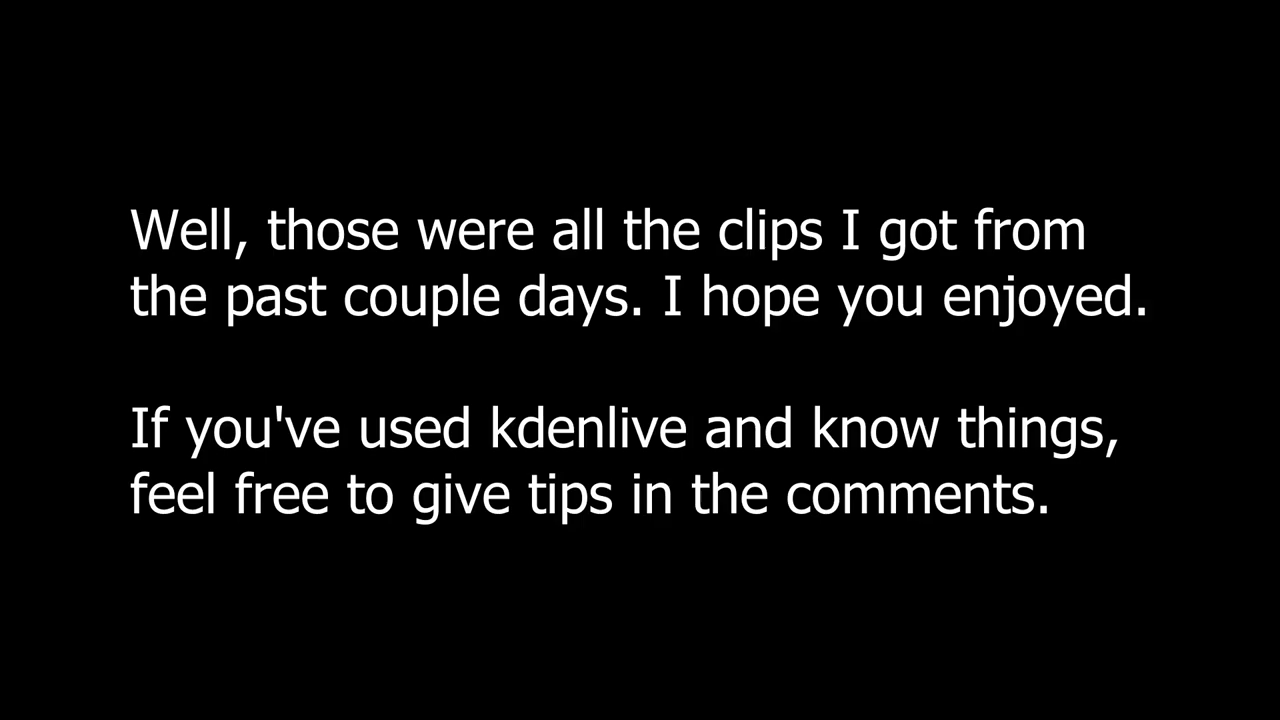 Well, those were all the clips I got from
the past couple days. I hope you enjoyed.
If you've used kdenlive and know things,
feel free to give tips in the comments.